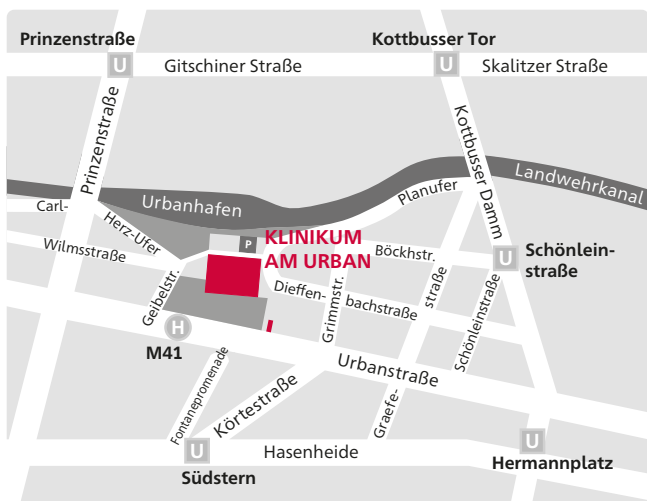 Prinzenstraße
Kottbusser Tor
U
Gitschiner Straße
U
Skalitzer Straße
Prinzenstraße
Kottbusser Damm
Landwehrkanal
Planufer
Urbanhafen
Carl-
Herz-Ufer
P
KLINIKUM
AM URBAN
Wilmsstraße
Böckhstr.
U
Schönlein-
straße
Geibelstr.
Dieffen-
bachstraße
Grimmstr.
straße
Schönleinstraße
H
M41
Urbanstraße
Fontanepromenade
Körtestraße
Graefe-
U
Hasenheide
U
Südstern
Hermannplatz